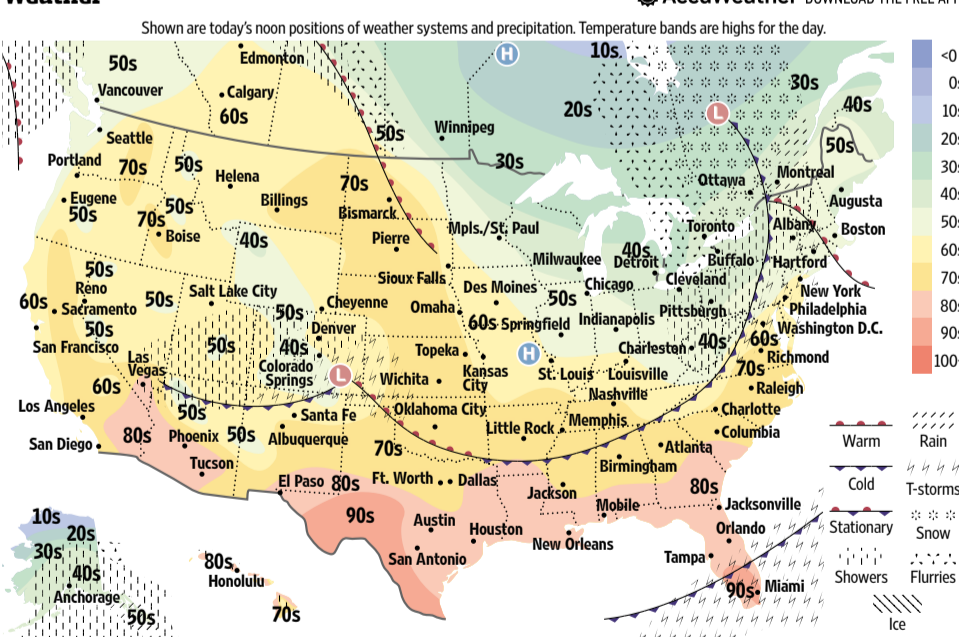 Weather
AccuWeather DOWNLOAD THE FREE APP
Shown are today's noon positions of weather systems and precipitation. Temperature bands are highs for the day.
50s
Edmonton
H
10s
30s
<0
Vancouver
Calgary
0s
60s
20s
L
40s
10s
Seattle
50s
Winnipeg
50s
20s
Portland
70s
50s
30s
Montreal
30s
Helena
70s
Ottawa
40s
Eugene
50s
Billings
Bismarck
Augusta
50s
50s
70s
Boise
40s
Pierre
Mpls./St. Paul
Toronto
Albany
Boston
60s
40s
Buffalo
Hartford
70s
50s
Reno
Salt Lake City
Sioux Falls
Milwaukee
Detroit
Cleveland
80s
60s
Sacramento
50s
50s
Cheyenne
Omaha
Des Moines
50s
Chicago
Pittsburgh
New York
Philadelphia
90s
50s
San Francisco
50s
Denver
60s
Springfield
Indianapolis
Washington D.C.
100+
Las
Vegas
40s
Colorado
Springs
Topeka
Kansas
City
H
St. Louis
Louisville
Charleston
40s
60s
Richmond
70s
60s
L
Wichita
Nashville
Raleigh
Los Angeles
50s
Santa Fe
Oklahoma City
Memphis
Charlotte
Warm
Rain
San Diego
80s
Phoenix
50s
Albuquerque
70s
Little Rock
Atlanta
Columbia
Tucson
Birmingham
Cold
T-storms
El Paso
80s
Ft. Worth
Dallas
Jackson
80s
90s
Austin
Houston
Mobile
Jacksonville
Stationary
Snow
10s
20s
30s
San Antonio
New Orleans
Orlando
40s
Anchorage
50s
80s
Honolulu
70s
Tampa
90s
Miami
Showers
Flurries
Ice